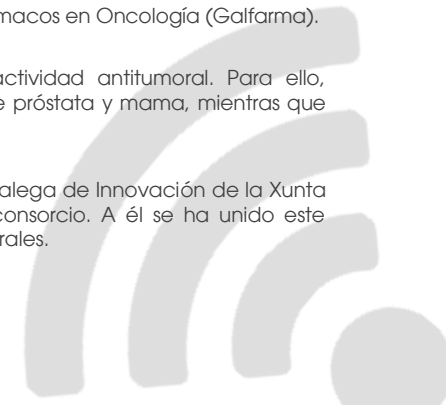 macos en Oncología (Galfarma).
actividad antitumoral. Para ello,
e próstata y mama, mientras que
alega de Innovación de la Xunta
consorcio. A él se ha unido este
rales.